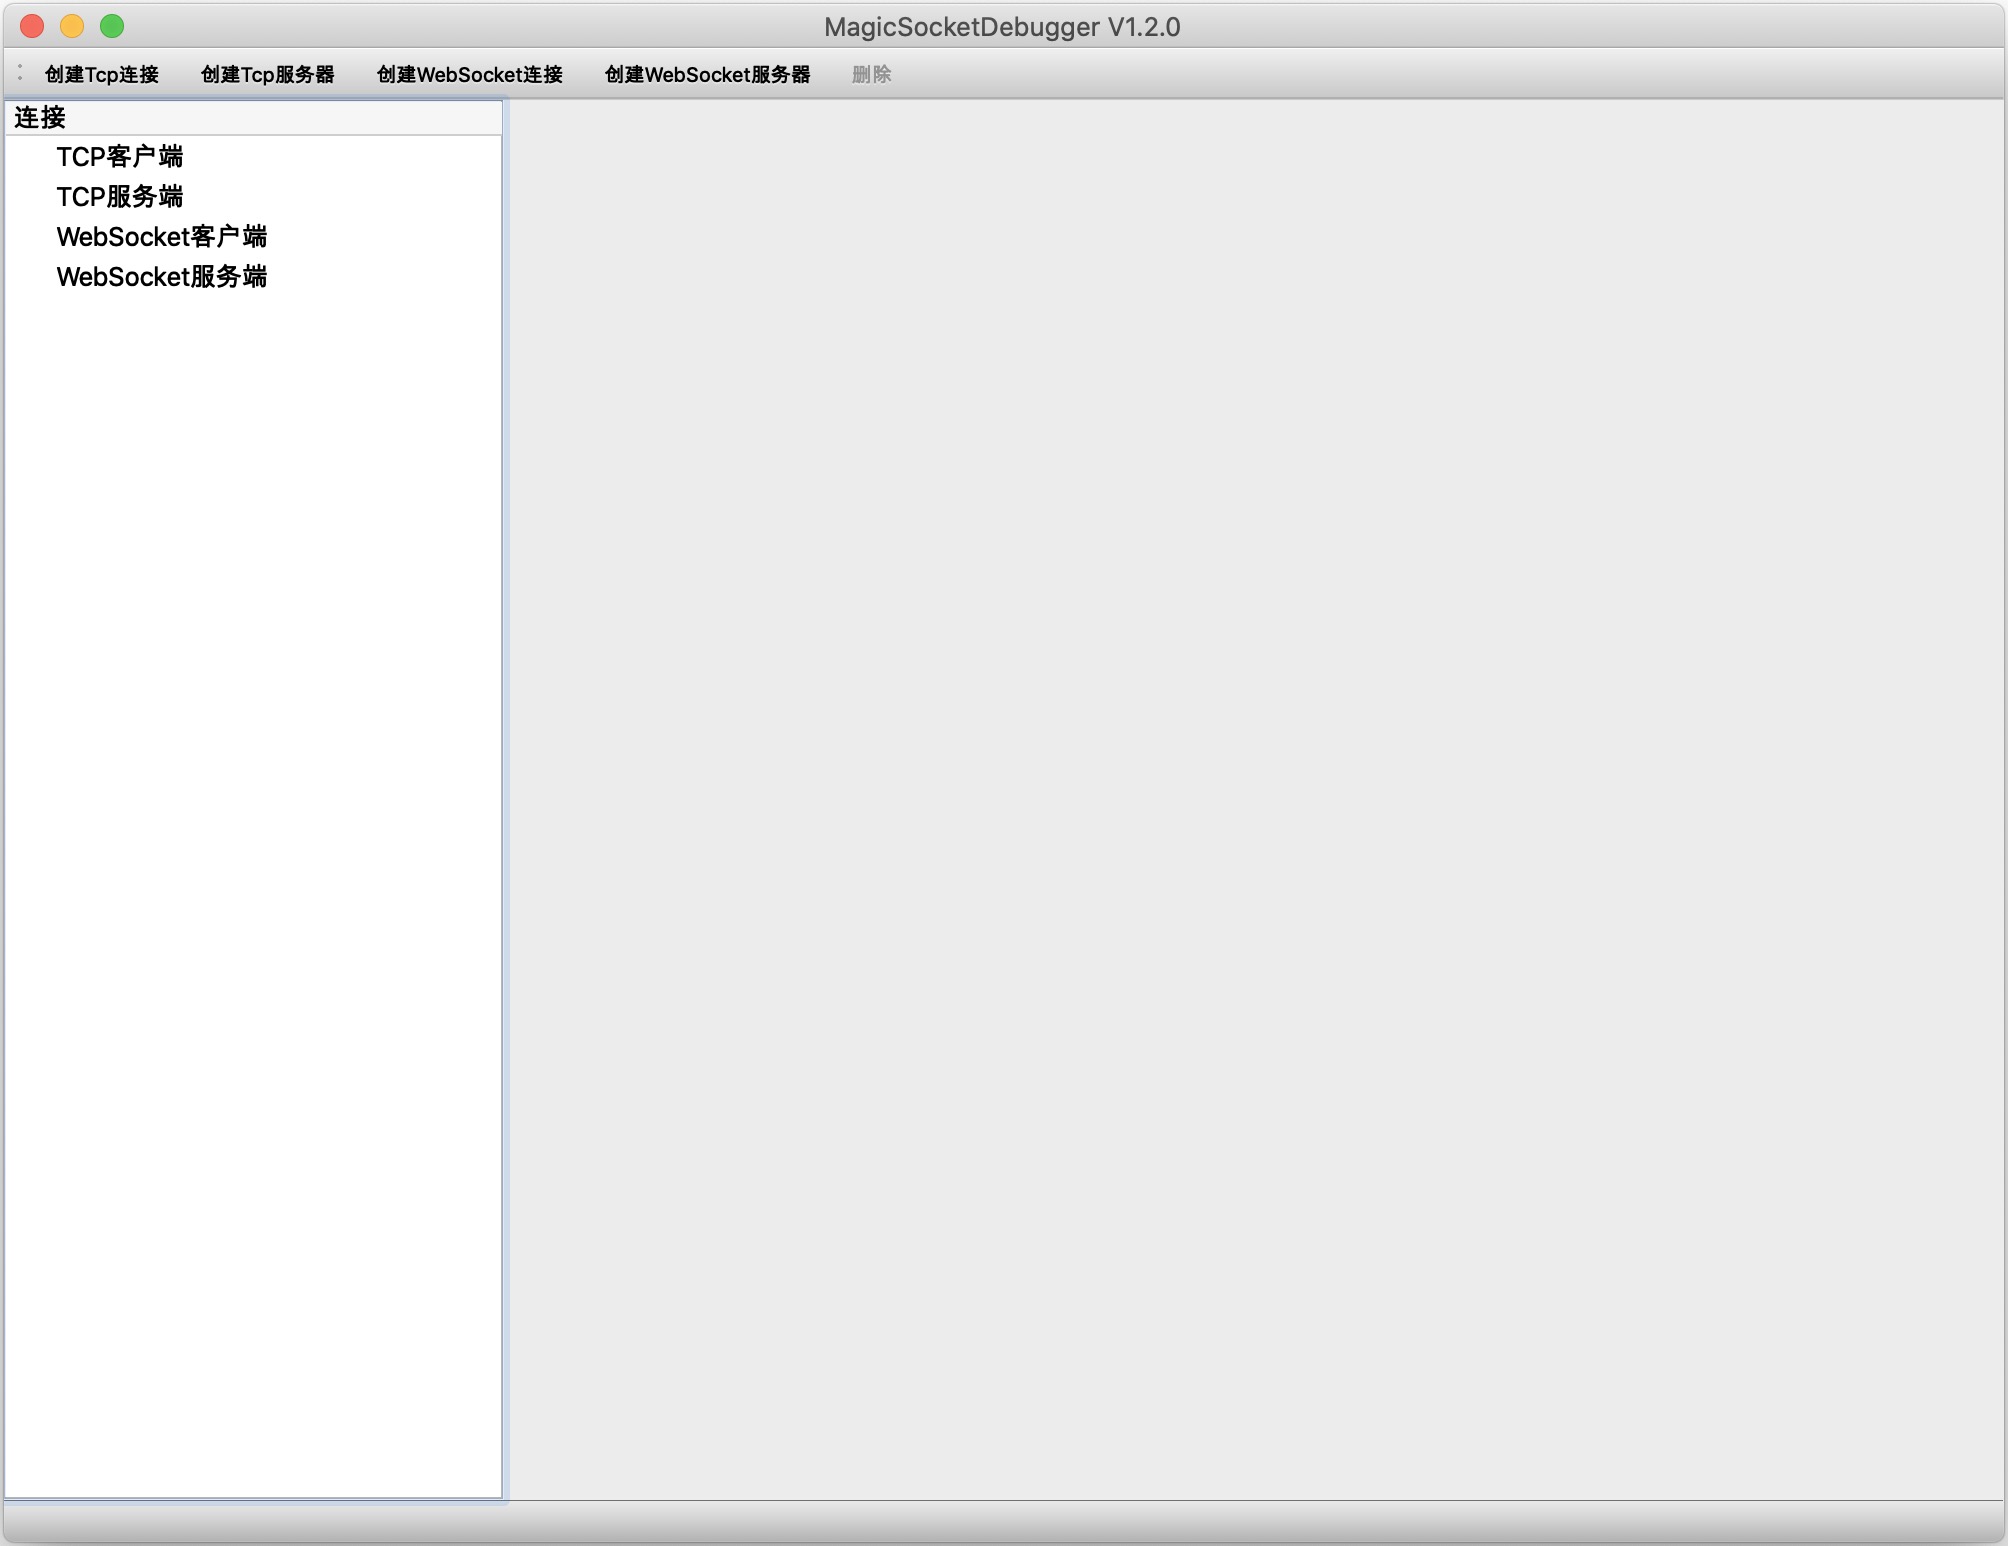 MagicSocketDebugger V1.2.0
创建Tcp连接 创建Tcp服务器 创建WebSocket连接 创建WebSocket服务器 删除
连接
TCP客户端
TCP服务端
WebSocket客户端
WebSocket服务端